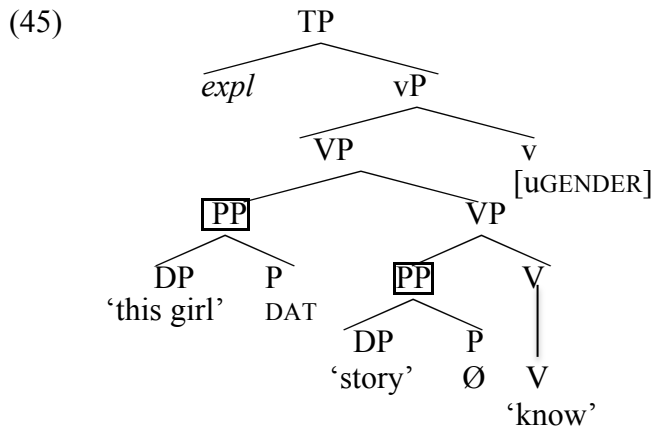 (45) TP
expl vP
VP v
[uGENDER]
PP VP
DP P PP V
‘this girl’ DAT
DP P V
‘story’ Ø ‘know’